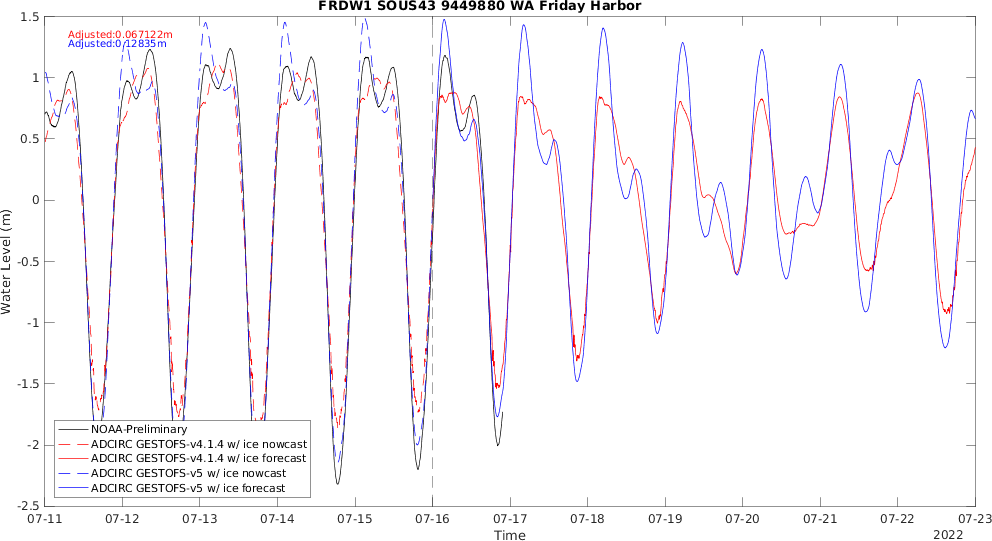 FRDW1 SOUS43 9449880 WA Friday Harbor
Adjusted:0.067122m
Adjusted:0.12835m
1.5
1
0.5
0
-0.5
-1
-1.5
-2
-2.5
Water Level (m)
NOAA-Preliminary
ADCIRC GESTOFS-v4.1.4 w/ ice nowcast
ADCIRC GESTOFS-v4.1.4 w/ ice forecast
ADCIRC GESTOFS-v5 w/ ice nowcast
ADCIRC GESTOFS-v5 w/ ice forecast
07-11 07-12 07-13 07-14 07-15 07-16 07-17 07-18 07-19 07-20 07-21 07-22 07-23
Time
2022